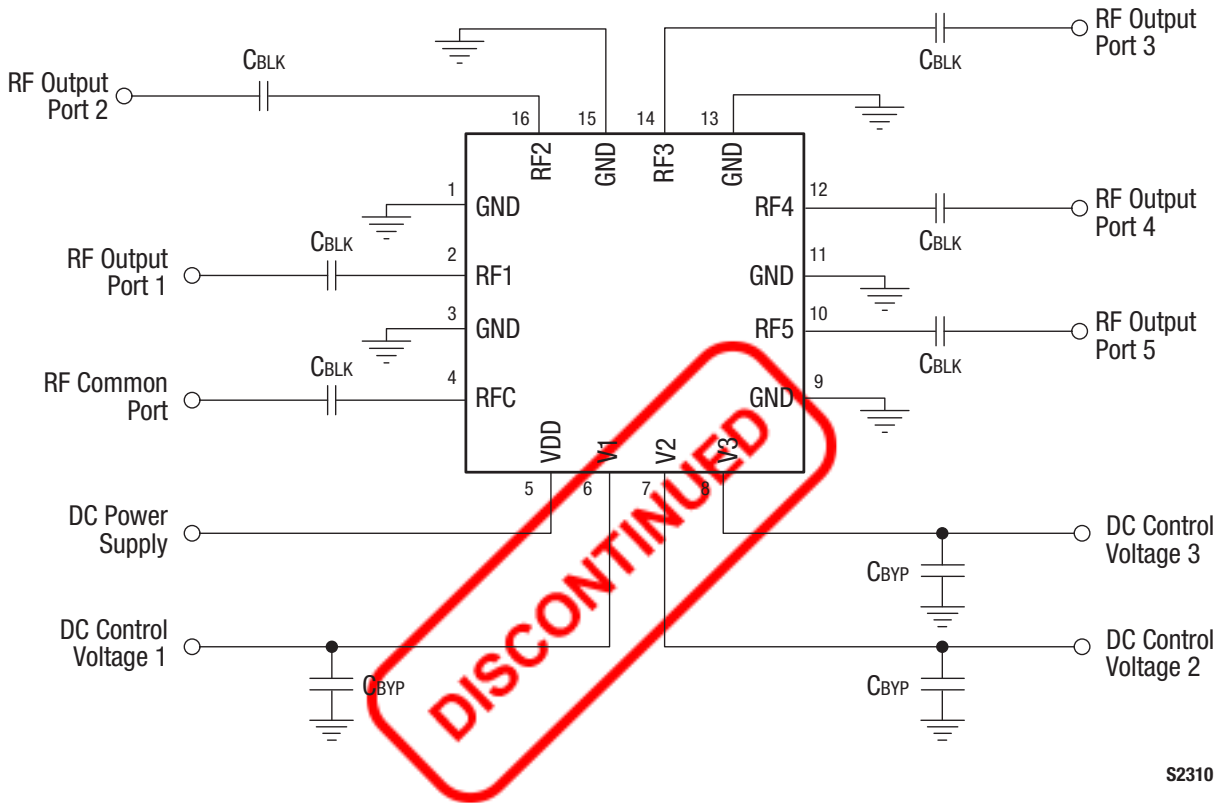 RF Output
Port 3
CBLK
CBLK
RF Output
Port 2
16
15
14
13
RF2
GND
RF3
GND
1
GND
12
RF4
CBLK
RF Output
Port 4
RF Output
Port 1
CBLK
2
RF1
11
GND
3
GND
10
RF5
CBLK
RF Output
Port 5
RF Common
Port
CBLK
4
RFC
9
GND
VDD
V1
V2
V3
5
6
7
8
DC Power
Supply
DC Control
Voltage 3
CBYP
DC Control
Voltage 1
CBYP
DC Control
Voltage 2
CBYP
DISCONTINUED
S2310